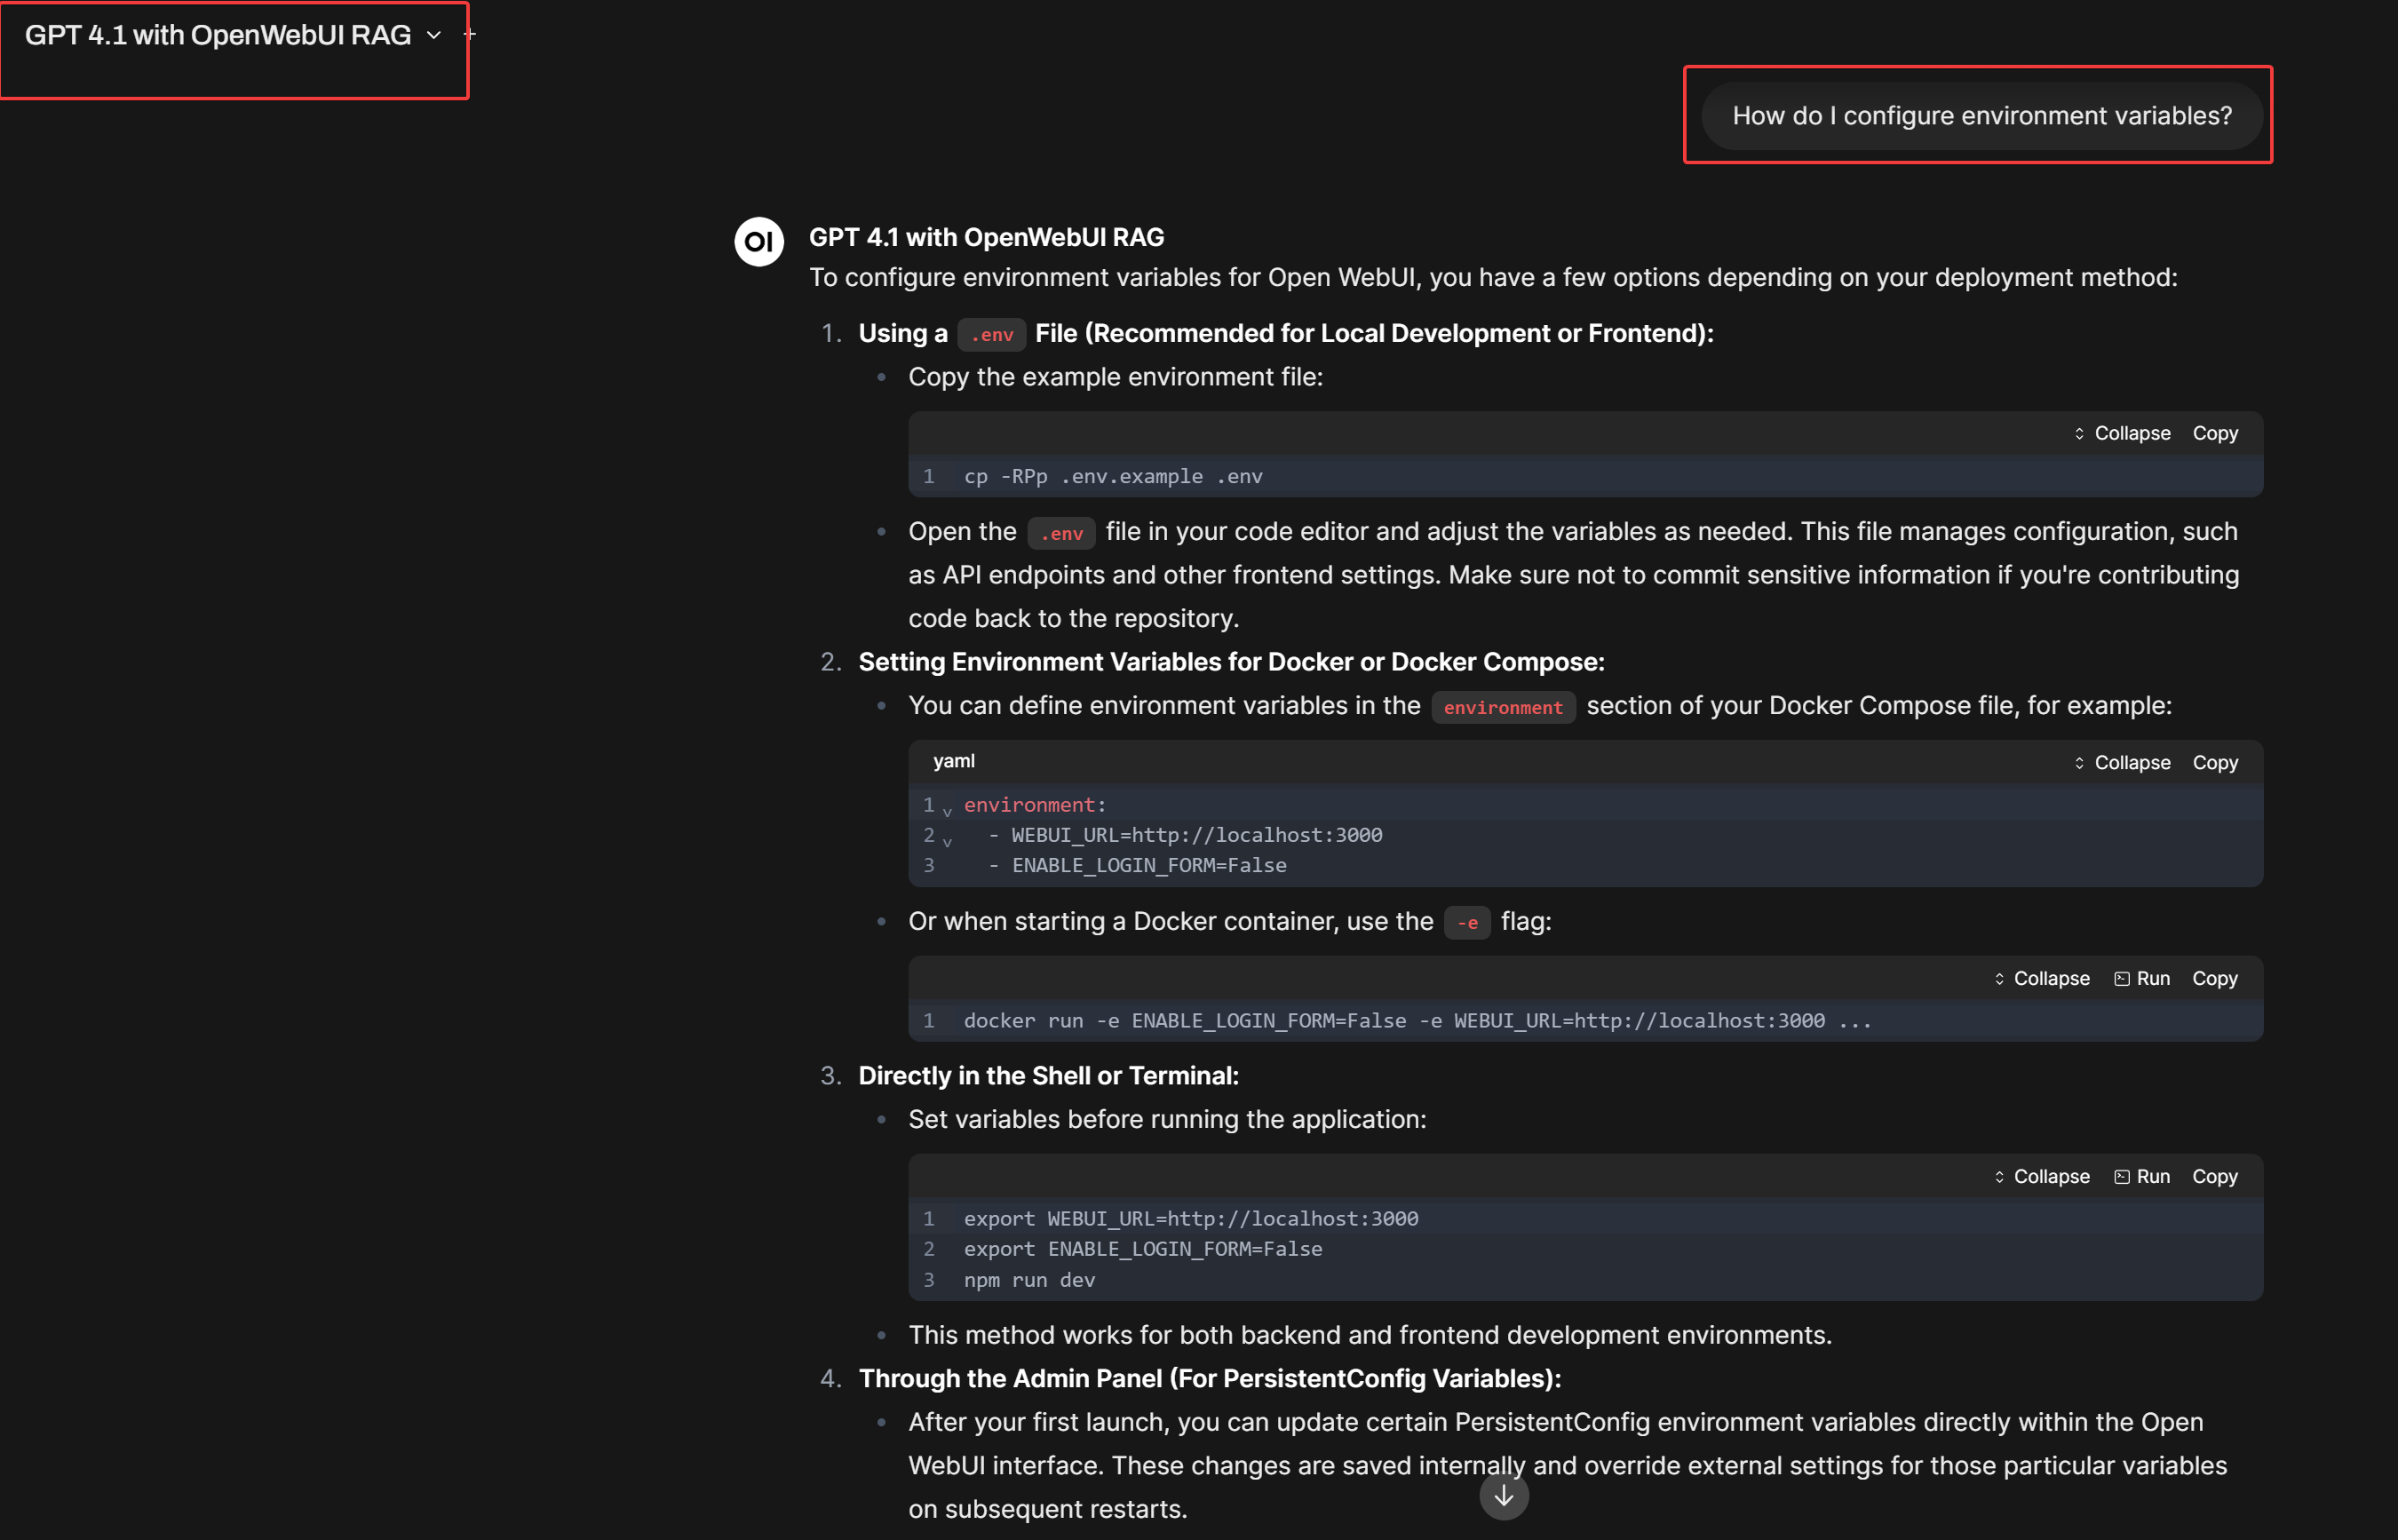 GPT 4.1 with OpenWebUI RAG
How do I configure environment variables?
OI
GPT 4.1 with OpenWebUI RAG
To configure environment variables for Open WebUI, you have a few options depending on your deployment method:
1. Using a .env File (Recommended for Local Development or Frontend):
• Copy the example environment file:
Collapse Copy
1 cp -RPp .env.example .env
• Open the .env file in your code editor and adjust the variables as needed. This file manages configuration, such
as API endpoints and other frontend settings. Make sure not to commit sensitive information if you're contributing
code back to the repository.
2. Setting Environment Variables for Docker or Docker Compose:
• You can define environment variables in the environment section of your Docker Compose file, for example:
yaml Collapse Copy
1 environment:
2 - WEBUI_URL=http://localhost:3000
3 - ENABLE_LOGIN_FORM=False
• Or when starting a Docker container, use the -e flag:
Collapse Run Copy
1 docker run -e ENABLE_LOGIN_FORM=False -e WEBUI_URL=http://localhost:3000 ...
3. Directly in the Shell or Terminal:
• Set variables before running the application:
Collapse Run Copy
1 export WEBUI_URL=http://localhost:3000
2 export ENABLE_LOGIN_FORM=False
3 npm run dev
• This method works for both backend and frontend development environments.
4. Through the Admin Panel (For PersistentConfig Variables):
• After your first launch, you can update certain PersistentConfig environment variables directly within the Open
WebUI interface. These changes are saved internally and override external settings for those particular variables
on subsequent restarts.